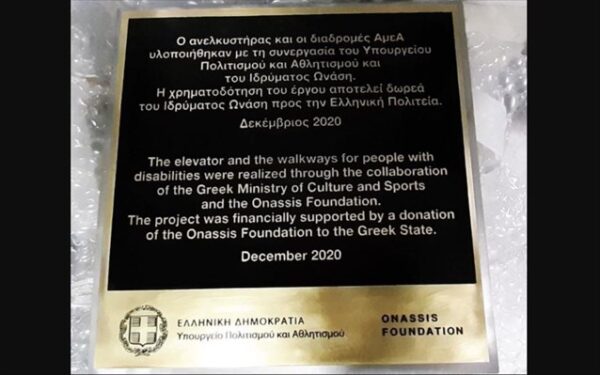 Ο ανελκυστήρας και οι διαδρομές ΑμεΑ
υλοποιήθηκαν με τη συνεργασία του Υπουργείου
Πολιτισμού και Αθλητισμού και
του Ιδρύματος Ωνάση.
Η χρηματοδότηση του έργου αποτελεί δωρεά
του Ιδρύματος Ωνάση προς την Ελληνική Πολιτεία.
Δεκέμβριος 2020
The elevator and the walkways for people with
disabilities were realized through the collaboration
of the Greek Ministry of Culture and Sports
and the Onassis Foundation.
The project was financially supported by a donation
of the Onassis Foundation to the Greek State.
December 2020
ΕΛΛΗΝΙΚΗ ΔΗΜΟΚΡΑΤΙΑ
Υπουργείο Πολιτισμού και Αθλητισμού
ONASSIS
FOUNDATION